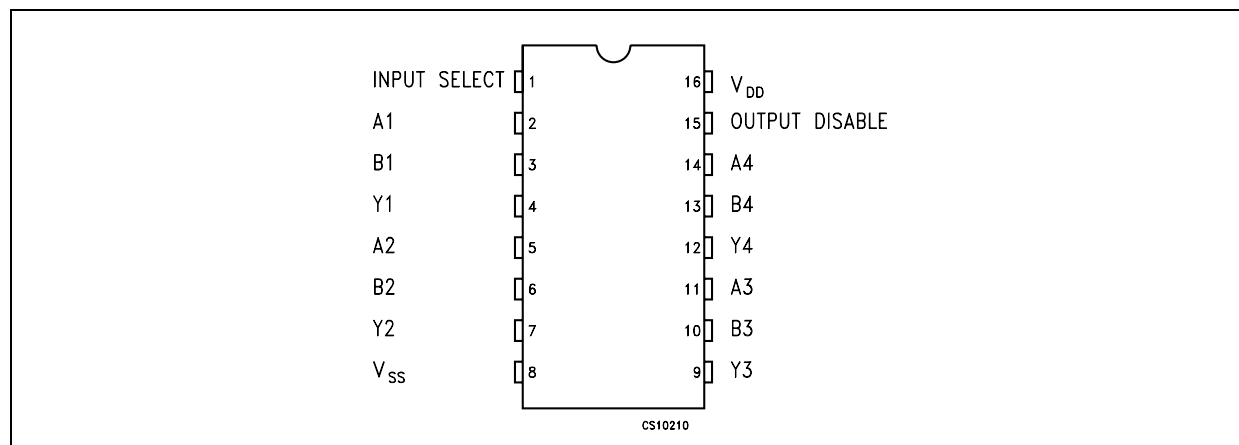 INPUT SELECT 1 16 VDD
A1 2 15 OUTPUT DISABLE
B1 3 14 A4
Y1 4 13 B4
A2 5 12 Y4
B2 6 11 A3
Y2 7 10 B3
VSS 8 9 Y3
CS10210